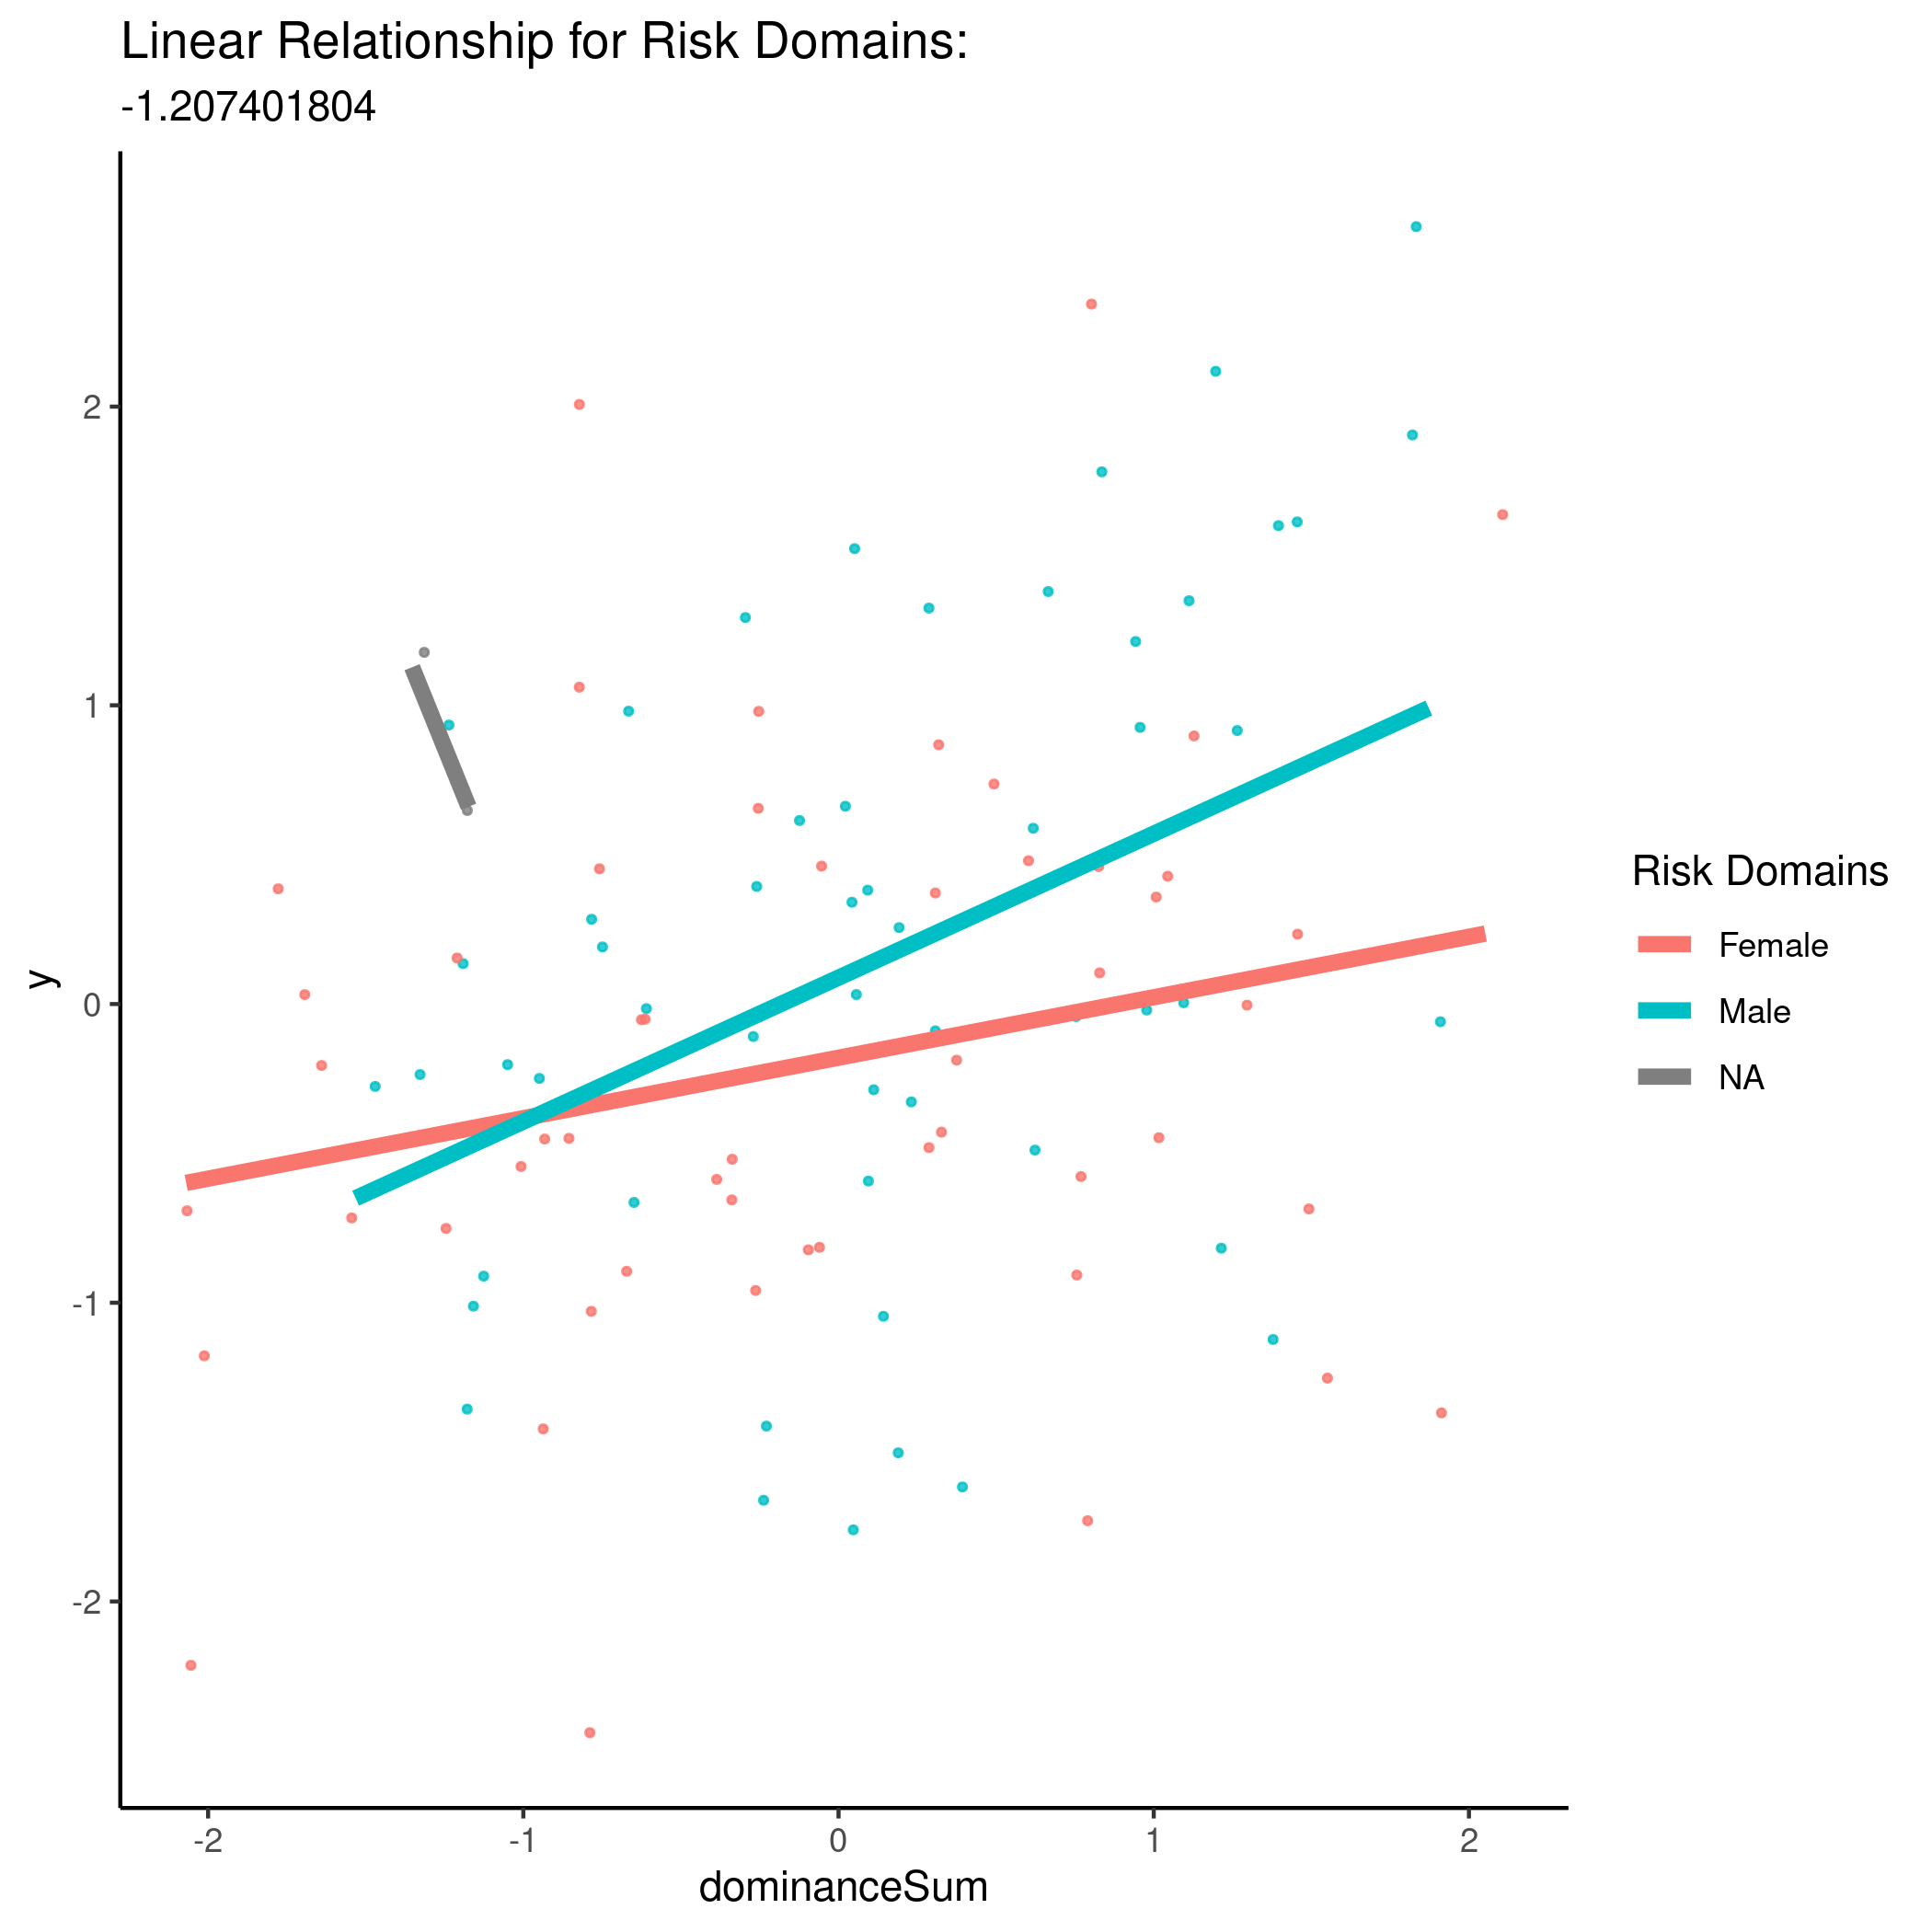 Linear Relationship for Risk Domains:
-1.207401804
y
2
1
0
-1
-2
-2
-1
0
1
2
dominanceSum
Risk Domains
Female
Male
NA